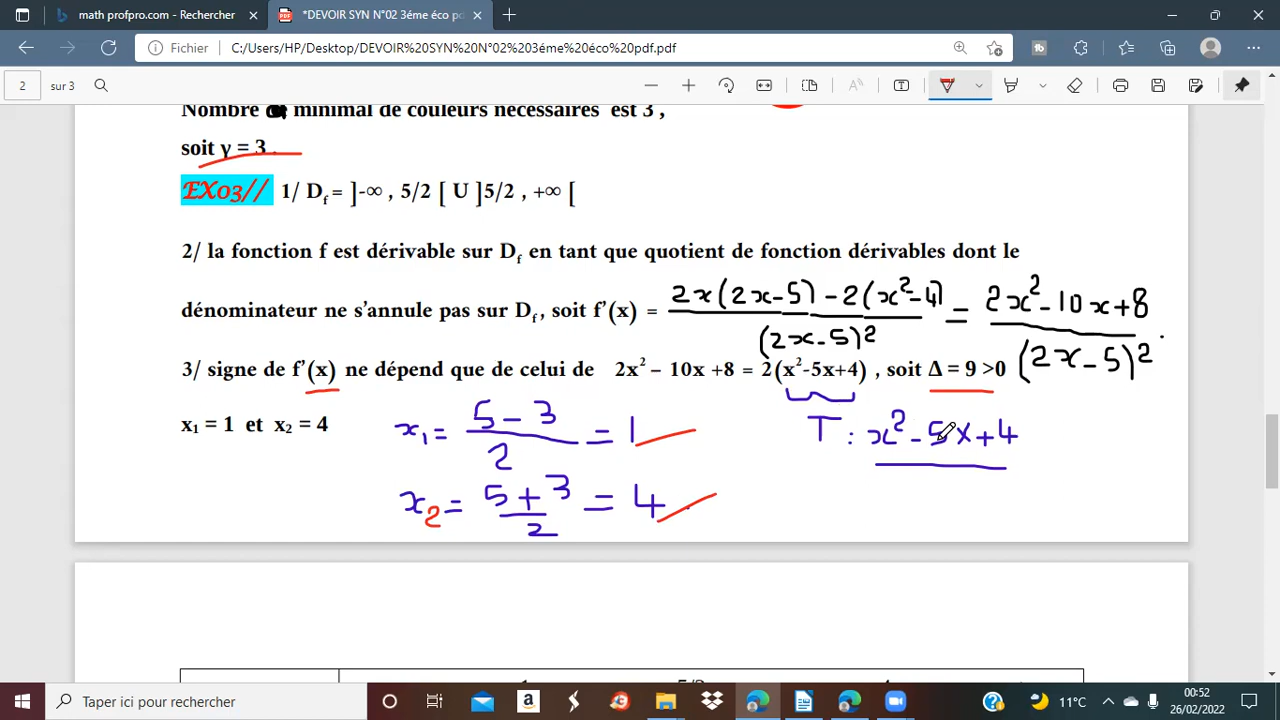 math profpro.com - Rechercher
*DEVOIR SYN N°02 3éme éco pd
Fichier C:/Users/HP/Desktop/DEVOIR%20SYN%20N°02%203éme%20éco%20pdf.pdf
2 sur 3
Nombre minimal de couleurs nécessaires est 3 ,
soit γ = 3 .
EX03// 1/ Df = ]-∞ , 5/2 [ U ]5/2 , +∞ [
2/ la fonction f est dérivable sur Df en tant que quotient de fonction dérivables dont le
dénominateur ne s’annule pas sur Df , soit f’(x) = (2x(2x-5) - 2(x²-4))/(2x-5)² = (2x²-10x+8)/(2x-5)² .
3/ signe de f’(x) ne dépend que de celui de 2x² – 10x +8 = 2(x²-5x+4) , soit Δ = 9 >0
x₁ = 1 et x₂ = 4
x₁ = (5-3)/2 = 1
T : x²-5x+4
x₂ = (5+3)/2 = 4
5/2
Taper ici pour rechercher
11°C
00:52
26/02/2022